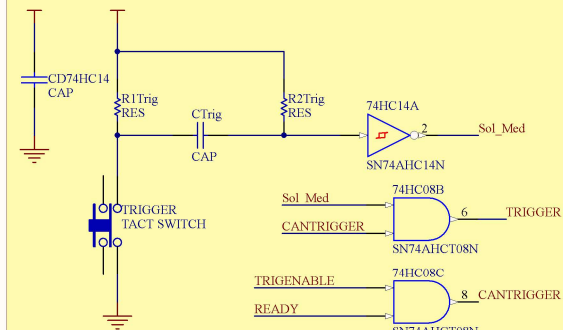 CD74HC14
CAP
R1Trig
RES
CTrig
CAP
R2Trig
RES
74HC14A
2
Sol_Med
SN74AHC14N
TRIGGER
TACT SWITCH
Sol_Med
CANTRIGGER
74HC08B
6
TRIGGER
SN74AHCT08N
TRIGENABLE
READY
74HC08C
8
CANTRIGGER
SN74AHCT08N